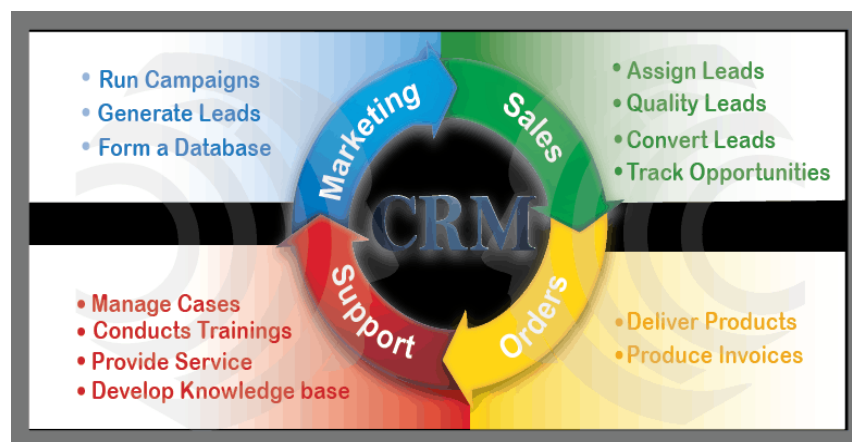 • Run Campaigns
• Generate Leads
• Form a Database
• Assign Leads
• Quality Leads
• Convert Leads
• Track Opportunities
Marketing
Sales
CRM
Support
Orders
• Manage Cases
• Conducts Trainings
• Provide Service
• Develop Knowledge base
• Deliver Products
• Produce Invoices